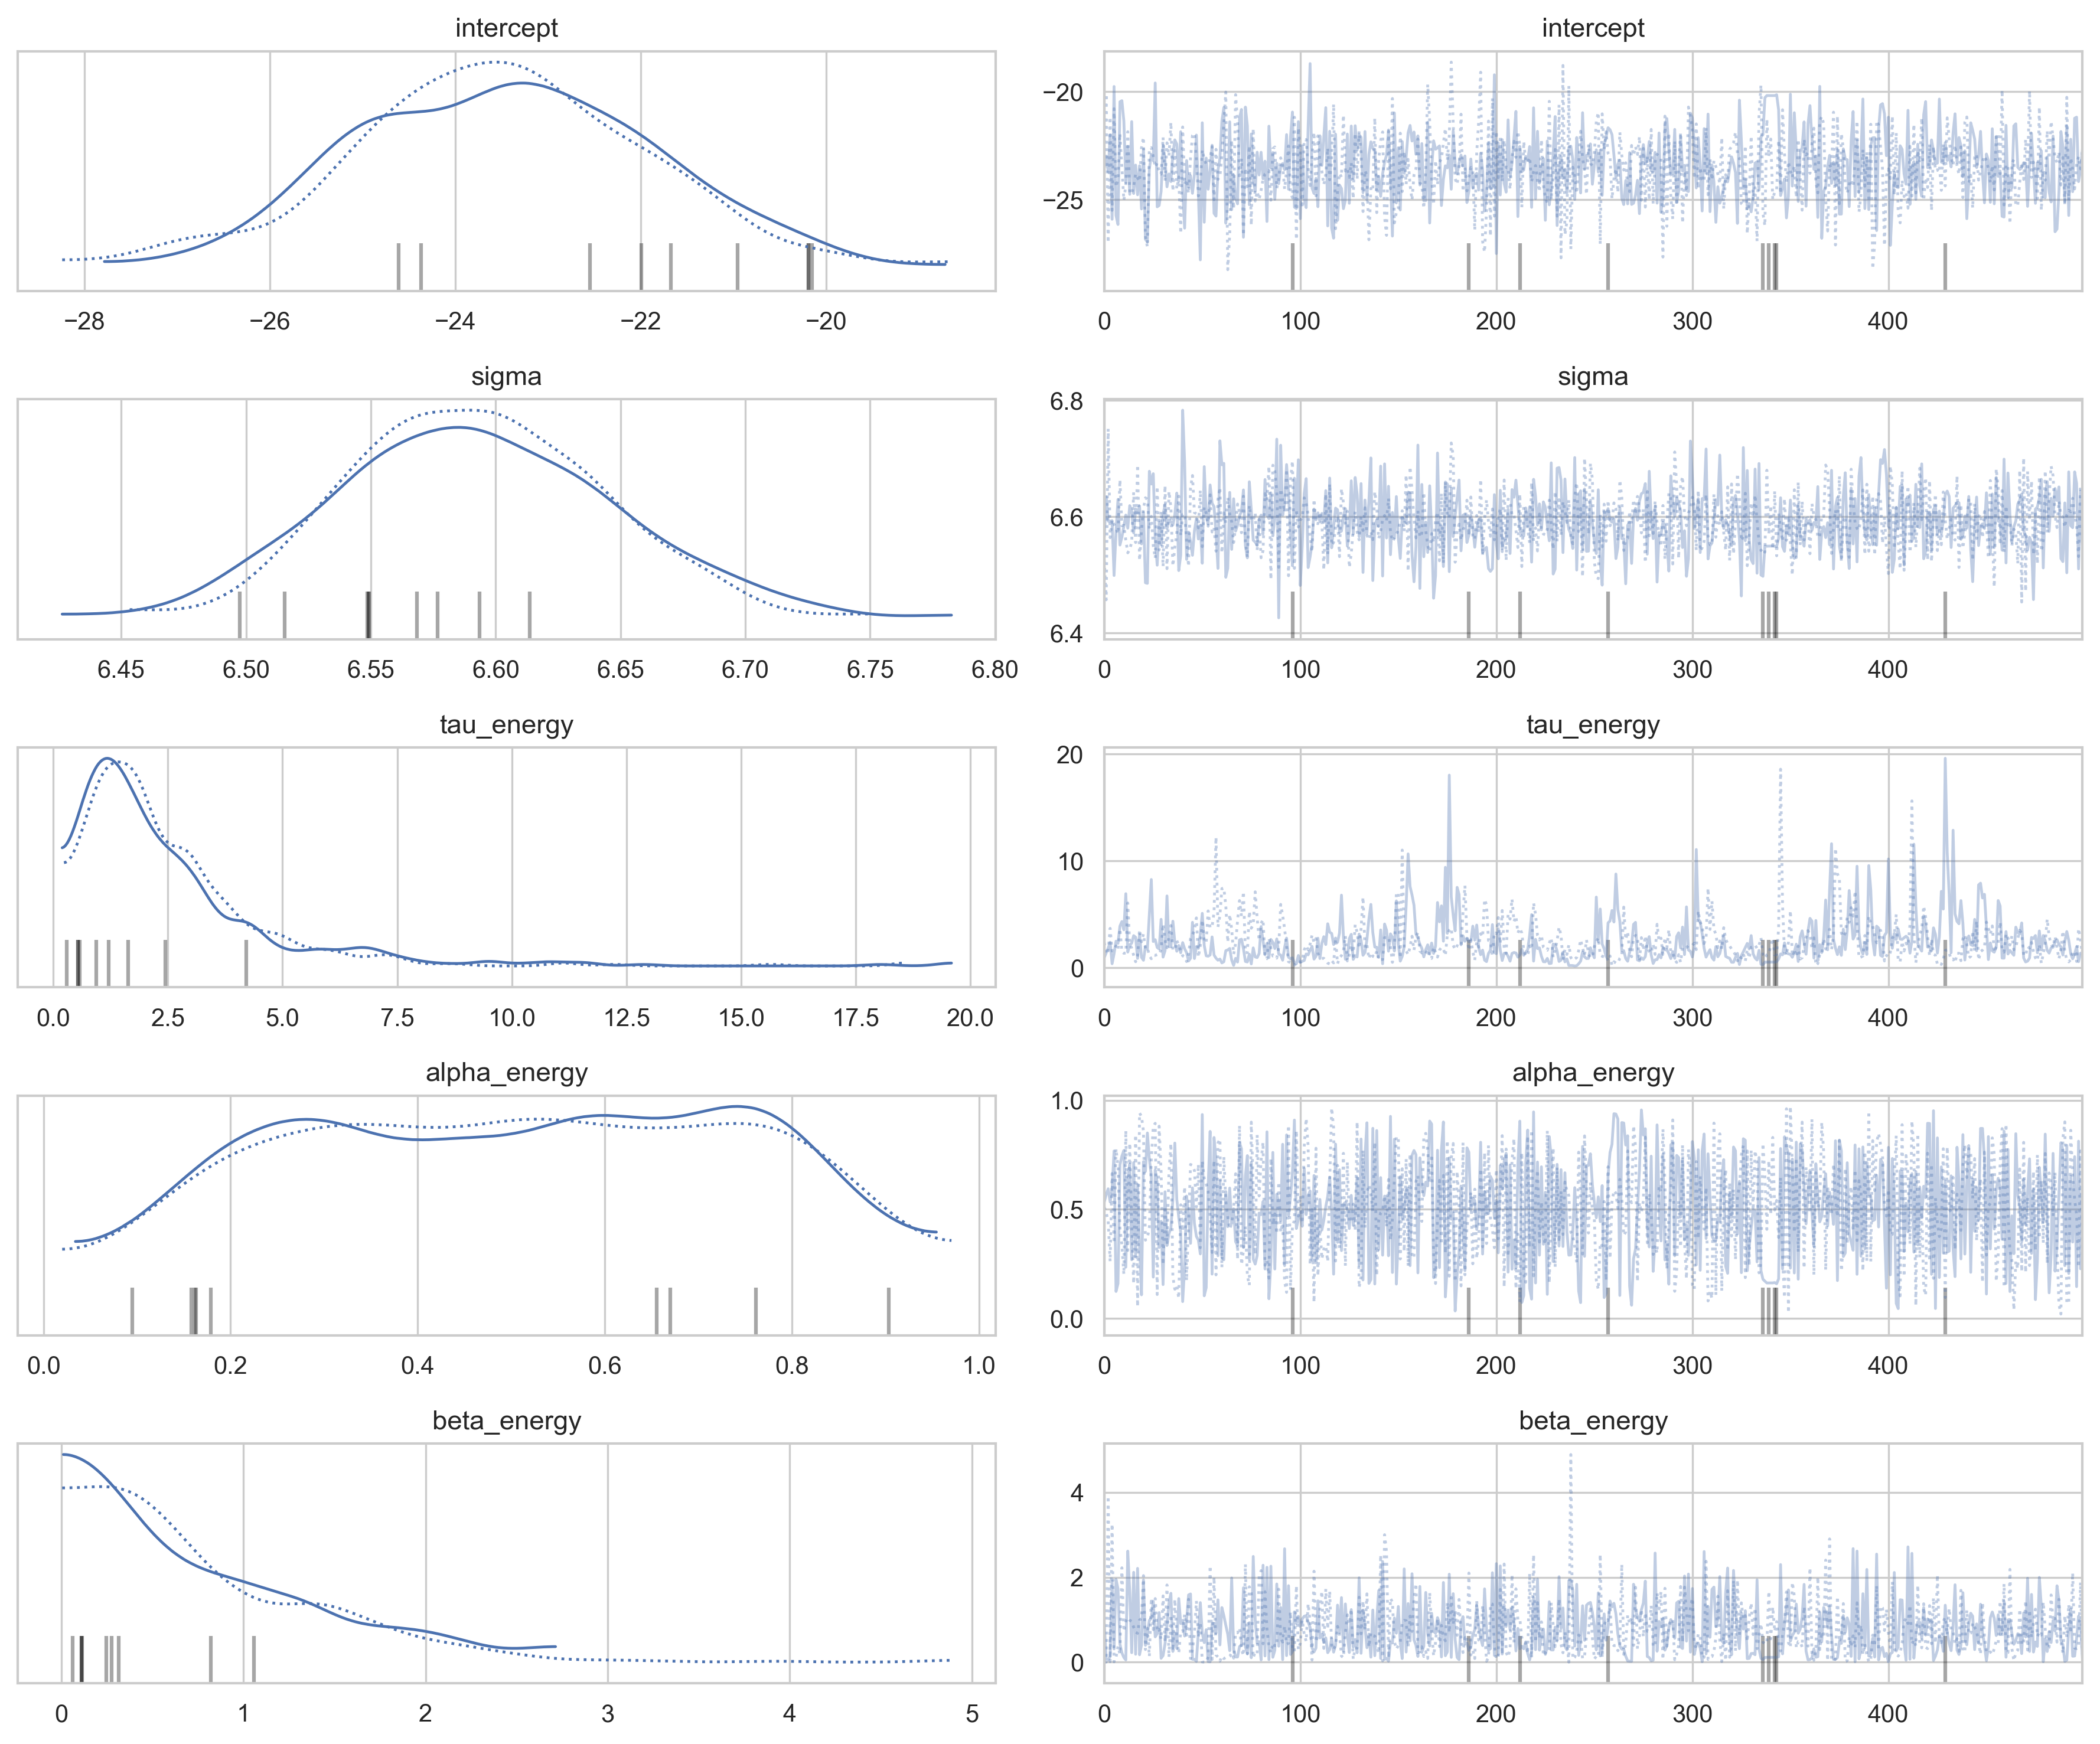 intercept intercept
−20
−25
−28 −26 −24 −22 −20 0 100 200 300 400
sigma sigma
6.8
6.6
6.4
6.45 6.50 6.55 6.60 6.65 6.70 6.75 6.80 0 100 200 300 400
tau_energy tau_energy
20
10
0
0.0 2.5 5.0 7.5 10.0 12.5 15.0 17.5 20.0 0 100 200 300 400
alpha_energy alpha_energy
1.0
0.5
0.0
0.0 0.2 0.4 0.6 0.8 1.0 0 100 200 300 400
beta_energy beta_energy
4
2
0
0 1 2 3 4 5 0 100 200 300 400